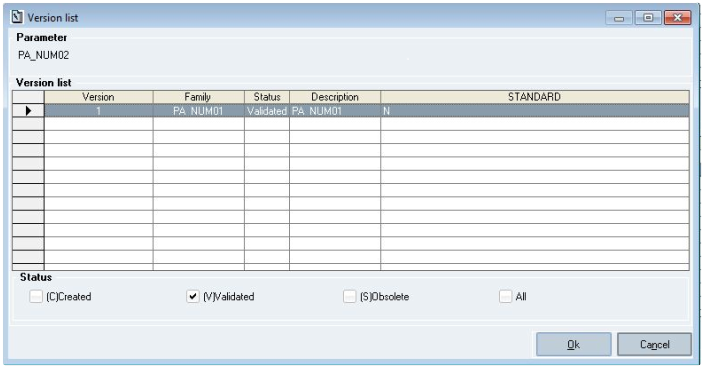 Version list
Parameter
PA_NUM02
Version list
Version Family Status Description STANDARD
1 PA_NUM01 Validated PA_NUM01 N
Status
(C)Created (V)Validated (S)Obsolete All
Ok Cancel